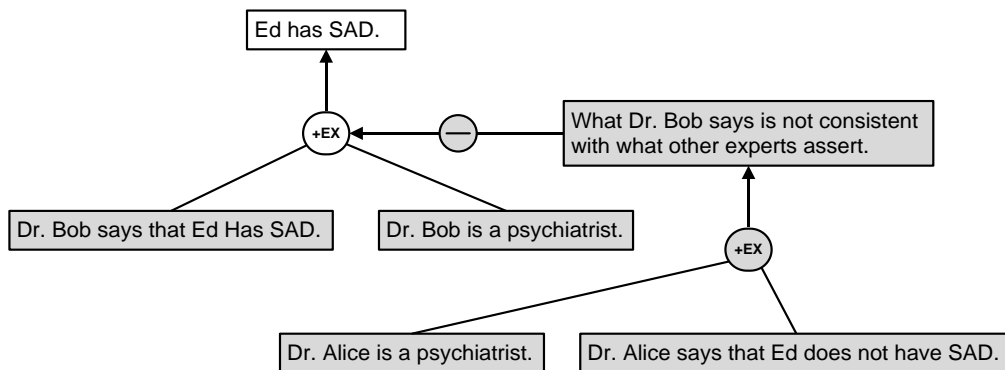 Ed has SAD.
+EX
—
What Dr. Bob says is not consistent
with what other experts assert.
Dr. Bob says that Ed Has SAD.
Dr. Bob is a psychiatrist.
+EX
Dr. Alice is a psychiatrist.
Dr. Alice says that Ed does not have SAD.